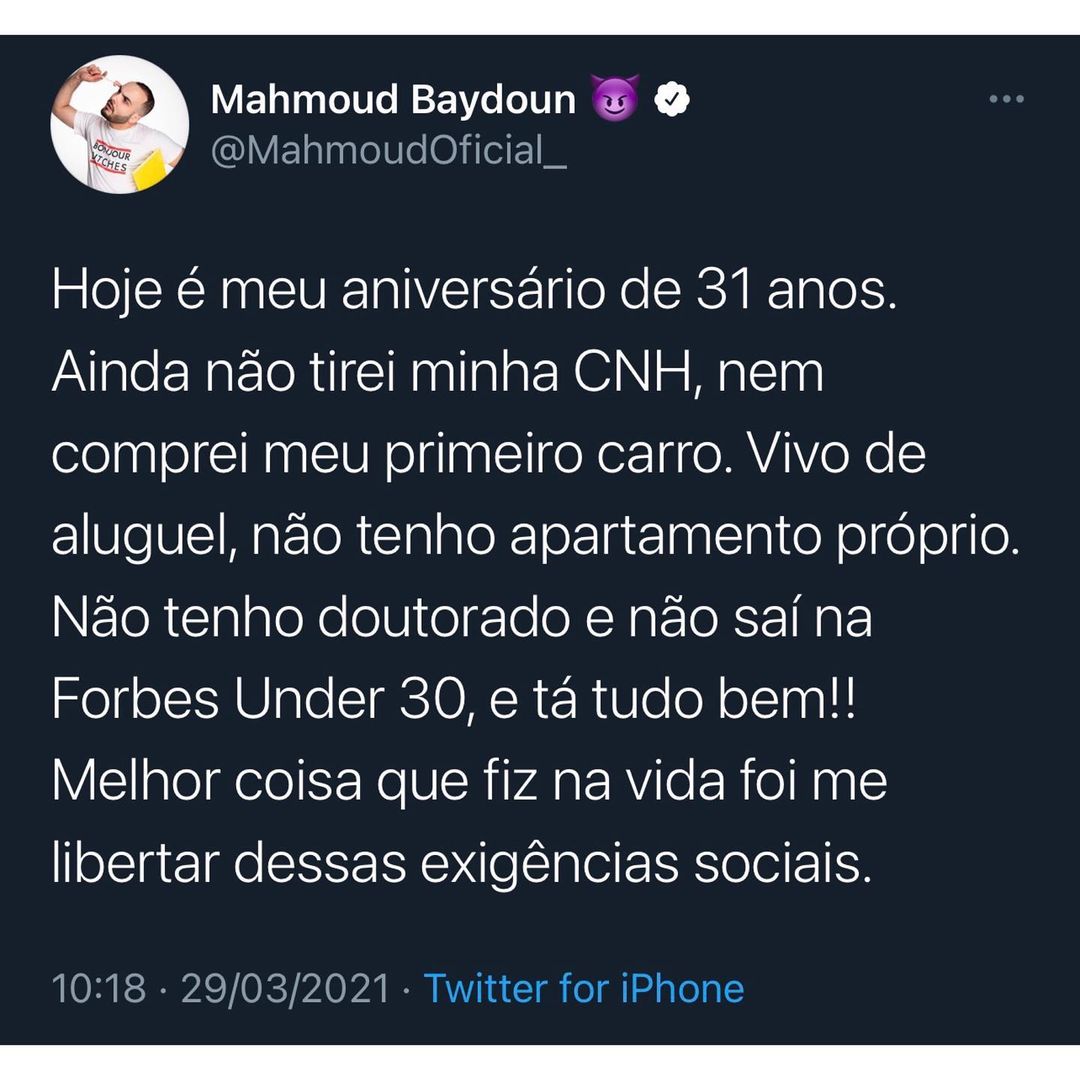 Mahmoud Baydoun 😈
@MahmoudOficial_
BONJOUR
Hoje é meu aniversário de 31 anos.
Ainda não tirei minha CNH, nem
comprei meu primeiro carro. Vivo de
aluguel, não tenho apartamento próprio.
Não tenho doutorado e não saí na
Forbes Under 30, e tá tudo bem!!
Melhor coisa que fiz na vida foi me
libertar dessas exigências sociais.
10:18 · 29/03/2021 · Twitter for iPhone